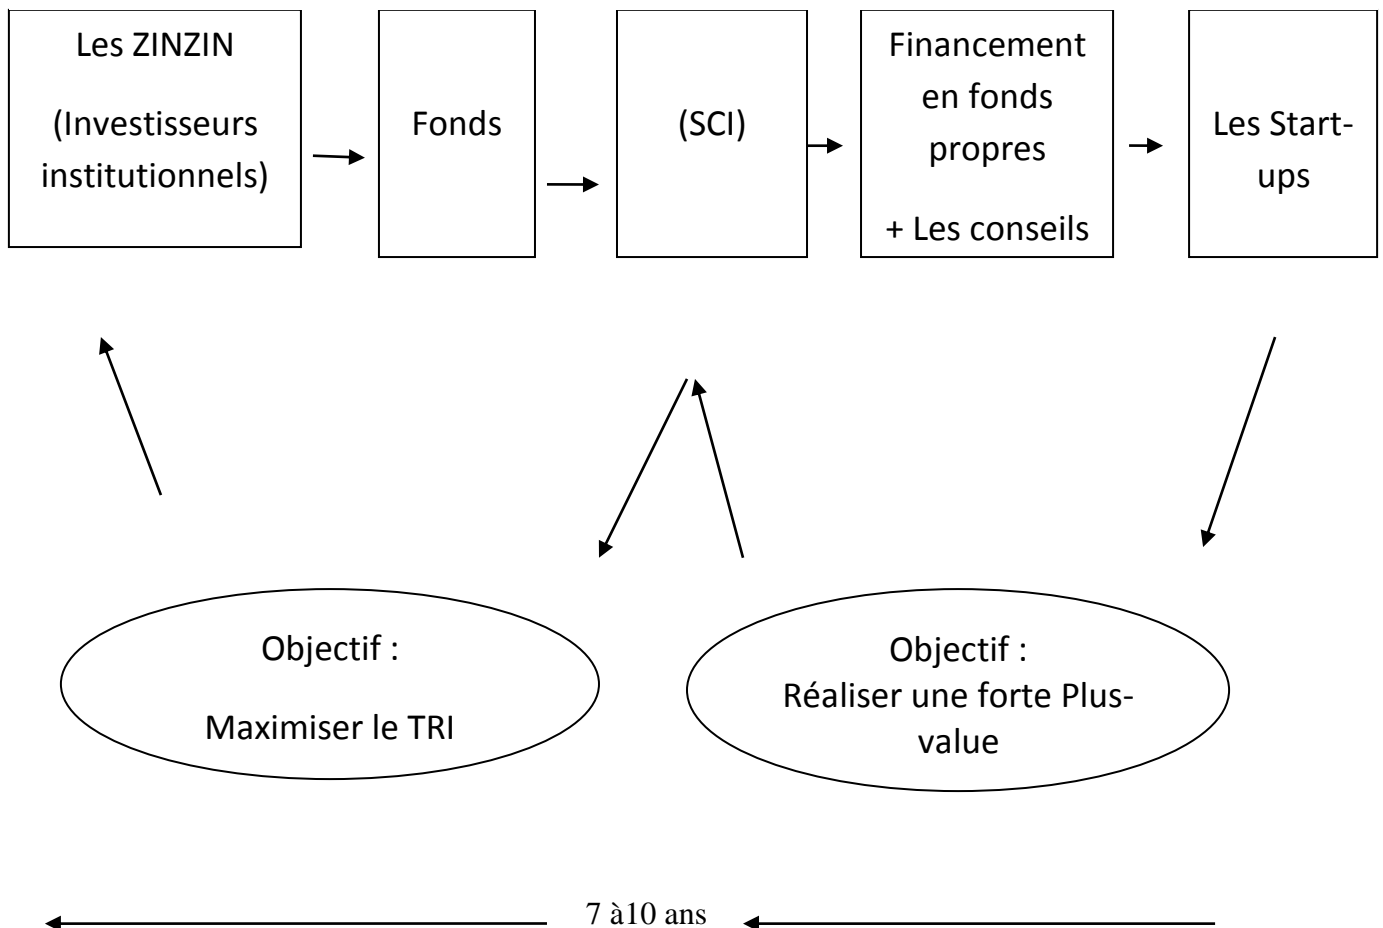 Les ZINZIN
(Investisseurs
institutionnels)
Fonds
(SCI)
Financement
en fonds
propres
+ Les conseils
Les Start-
ups
Objectif :
Maximiser le TRI
Objectif :
Réaliser une forte Plus-
value
7 à10 ans